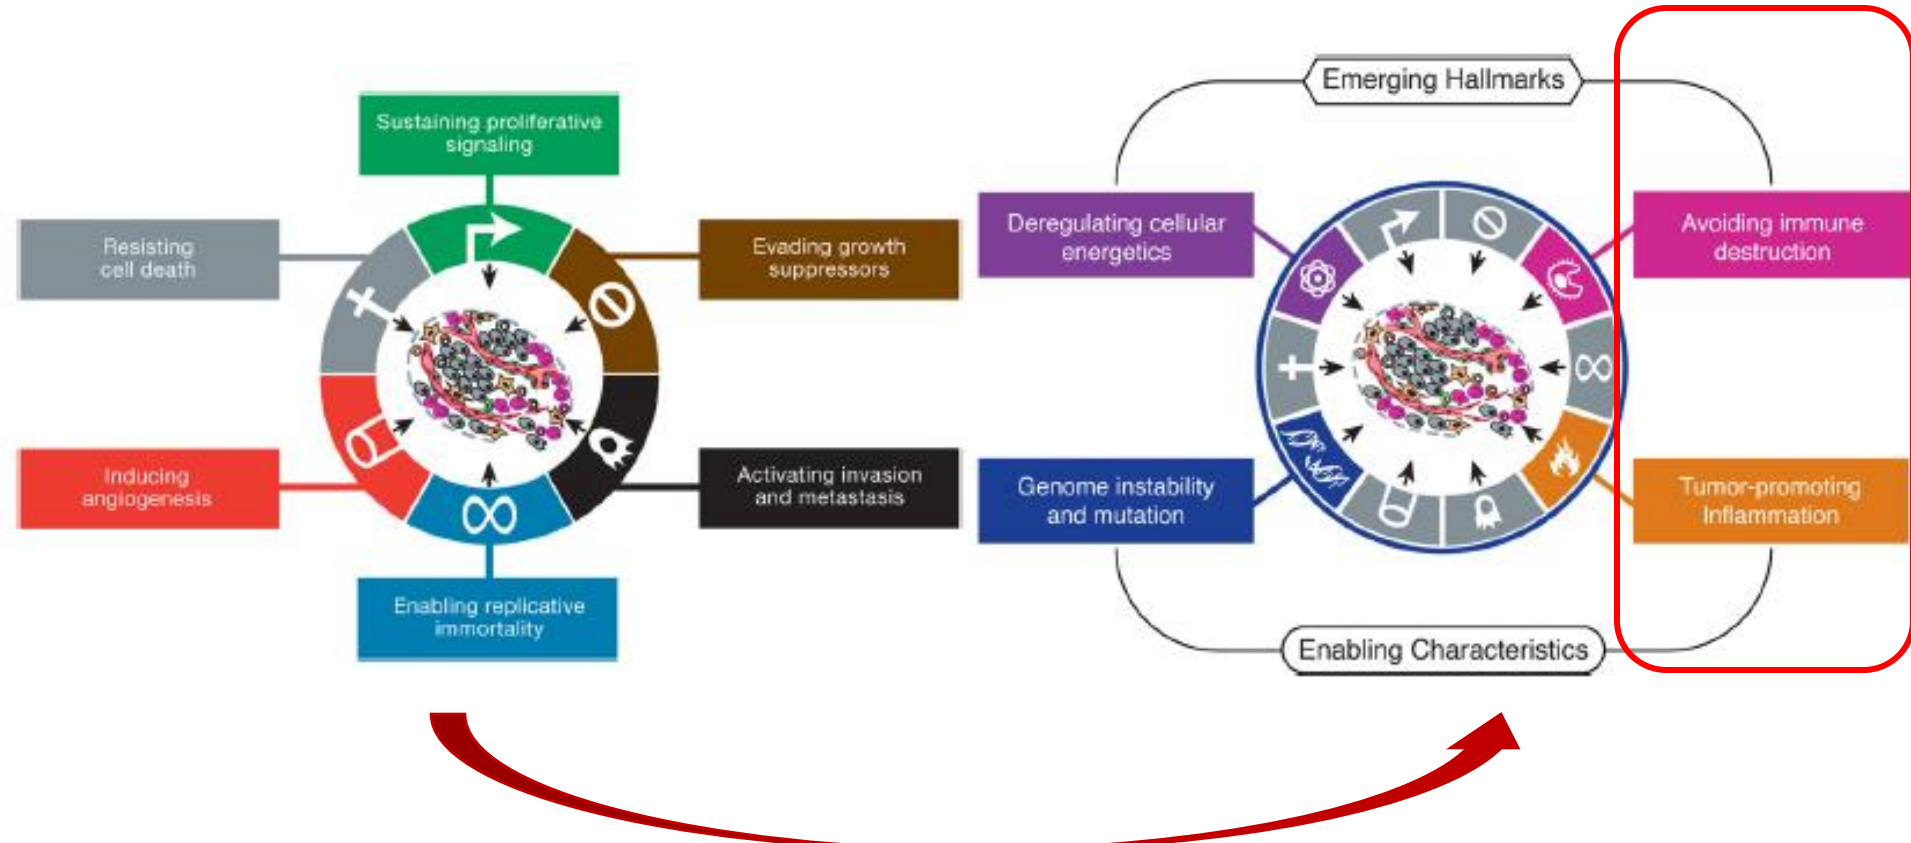 Sustaining proliferative
signaling
Resisting
cell death
Evading growth
suppressors
Inducing
angiogenesis
Activating invasion
and metastasis
Enabling replicative
immortality
Emerging Hallmarks
Deregulating cellular
energetics
Avoiding immune
destruction
Genome instability
and mutation
Tumor-promoting
Inflammation
Enabling Characteristics